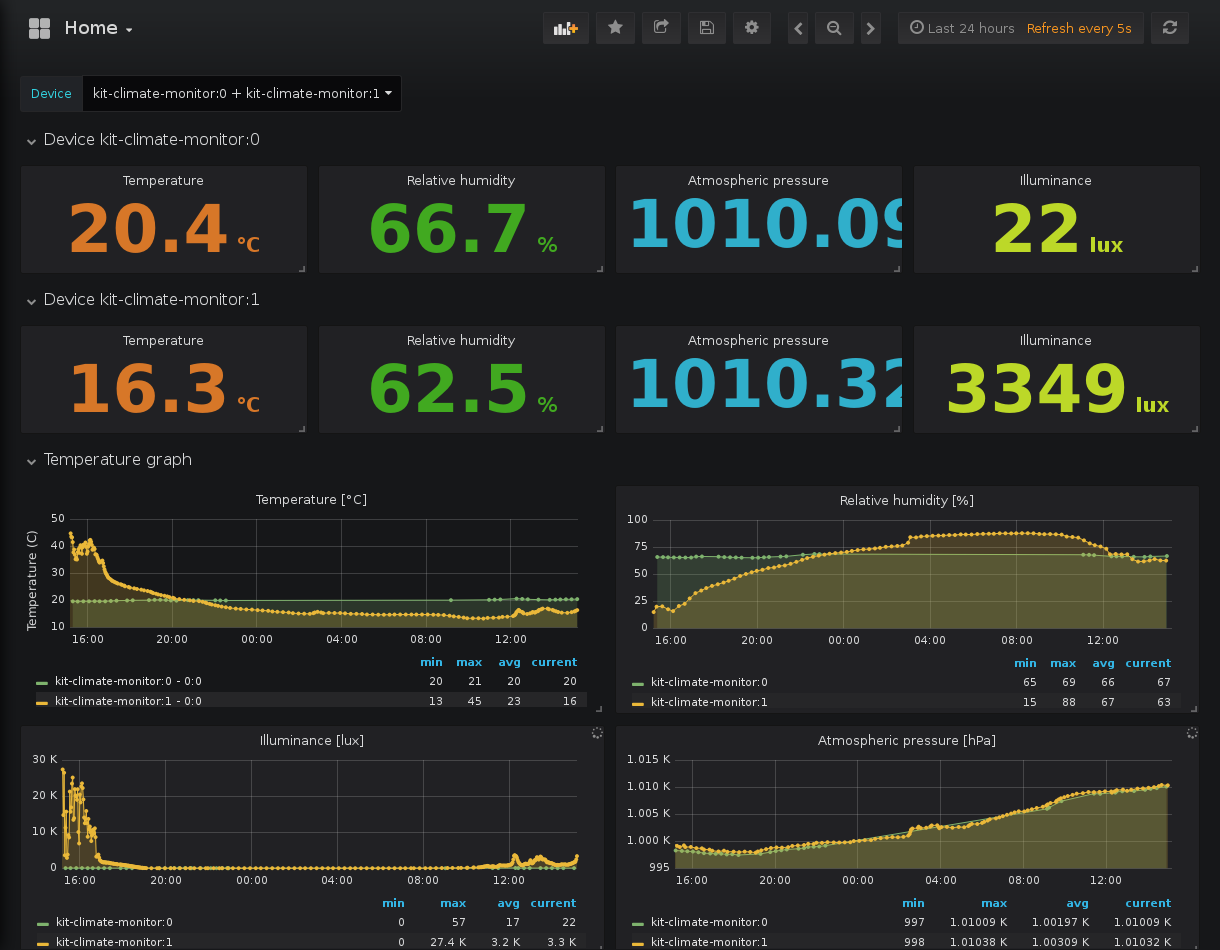 Home
Last 24 hours Refresh every 5s
Device kit-climate-monitor:0 + kit-climate-monitor:1
Device kit-climate-monitor:0
Temperature Relative humidity Atmospheric pressure Illuminance
20.4 °C 66.7 % 1010.09 22 lux
Device kit-climate-monitor:1
Temperature Relative humidity Atmospheric pressure Illuminance
16.3 °C 62.5 % 1010.32 3349 lux
Temperature graph
Temperature [°C]
Temperature (C)
50
40
30
20
10
16:00 20:00 00:00 04:00 08:00 12:00
min max avg current
kit-climate-monitor:0 - 0:0 20 21 20 20
kit-climate-monitor:1 - 0:0 13 45 23 16
Relative humidity [%]
100
75
50
25
0
16:00 20:00 00:00 04:00 08:00 12:00
min max avg current
kit-climate-monitor:0 65 69 66 67
kit-climate-monitor:1 15 88 67 63
Illuminance [lux]
30 K
20 K
10 K
0
16:00 20:00 00:00 04:00 08:00 12:00
min max avg current
kit-climate-monitor:0 0 57 17 22
kit-climate-monitor:1 0 27.4 K 3.2 K 3.3 K
Atmospheric pressure [hPa]
1.015 K
1.010 K
1.005 K
1.000 K
995
16:00 20:00 00:00 04:00 08:00 12:00
min max avg current
kit-climate-monitor:0 997 1.01009 K 1.00197 K 1.01009 K
kit-climate-monitor:1 998 1.01038 K 1.00309 K 1.01032 K